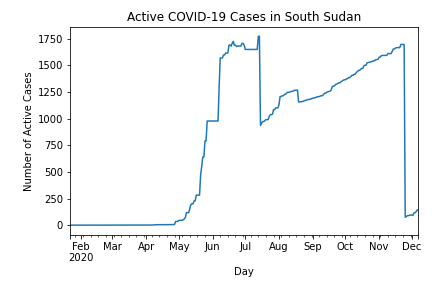 Active COVID-19 Cases in South Sudan
Number of Active Cases
1750
1500
1250
1000
750
500
250
0
Feb Mar Apr May Jun Jul Aug Sep Oct Nov Dec
2020
Day